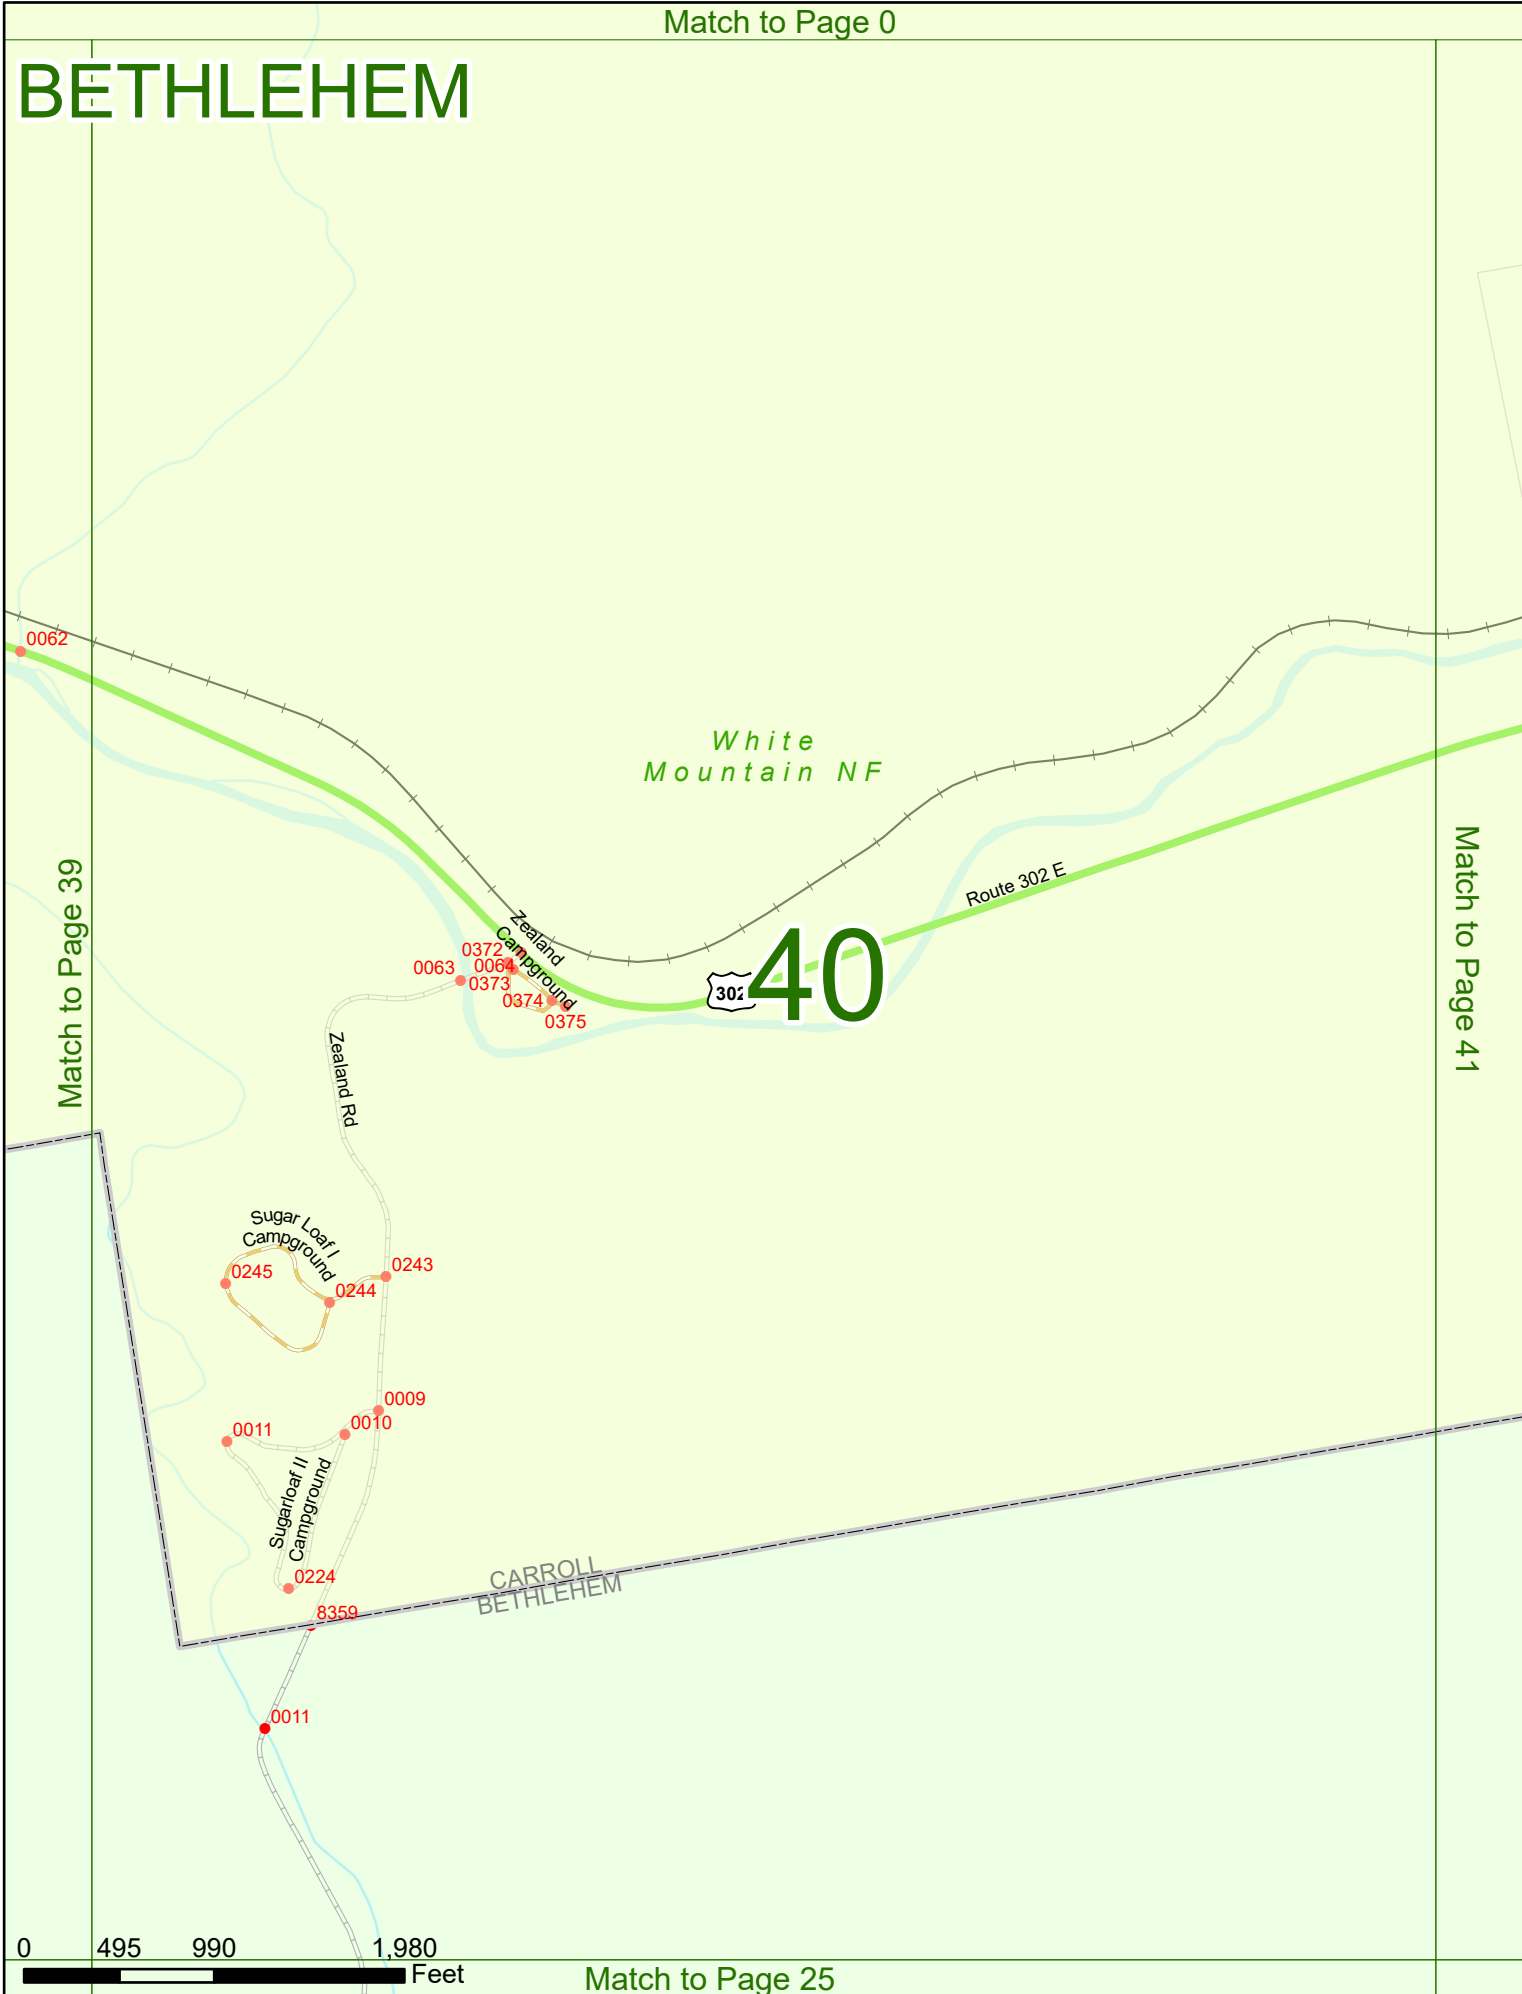 Match to Page 0
BETHLEHEM
0062
White
Mountain NF
Match to Page 39
Match to Page 41
Route 302 E
Zealand
Campground
0372
0064
0063
0373
0374
0375
302
40
Zealand Rd
Sugar Loaf I
Campground
0245
0243
0244
0009
0010
0011
Sugarloaf II
Campground
0224
CARROLL
BETHLEHEM
8359
0011
0 495 990 1,980
Feet
Match to Page 25